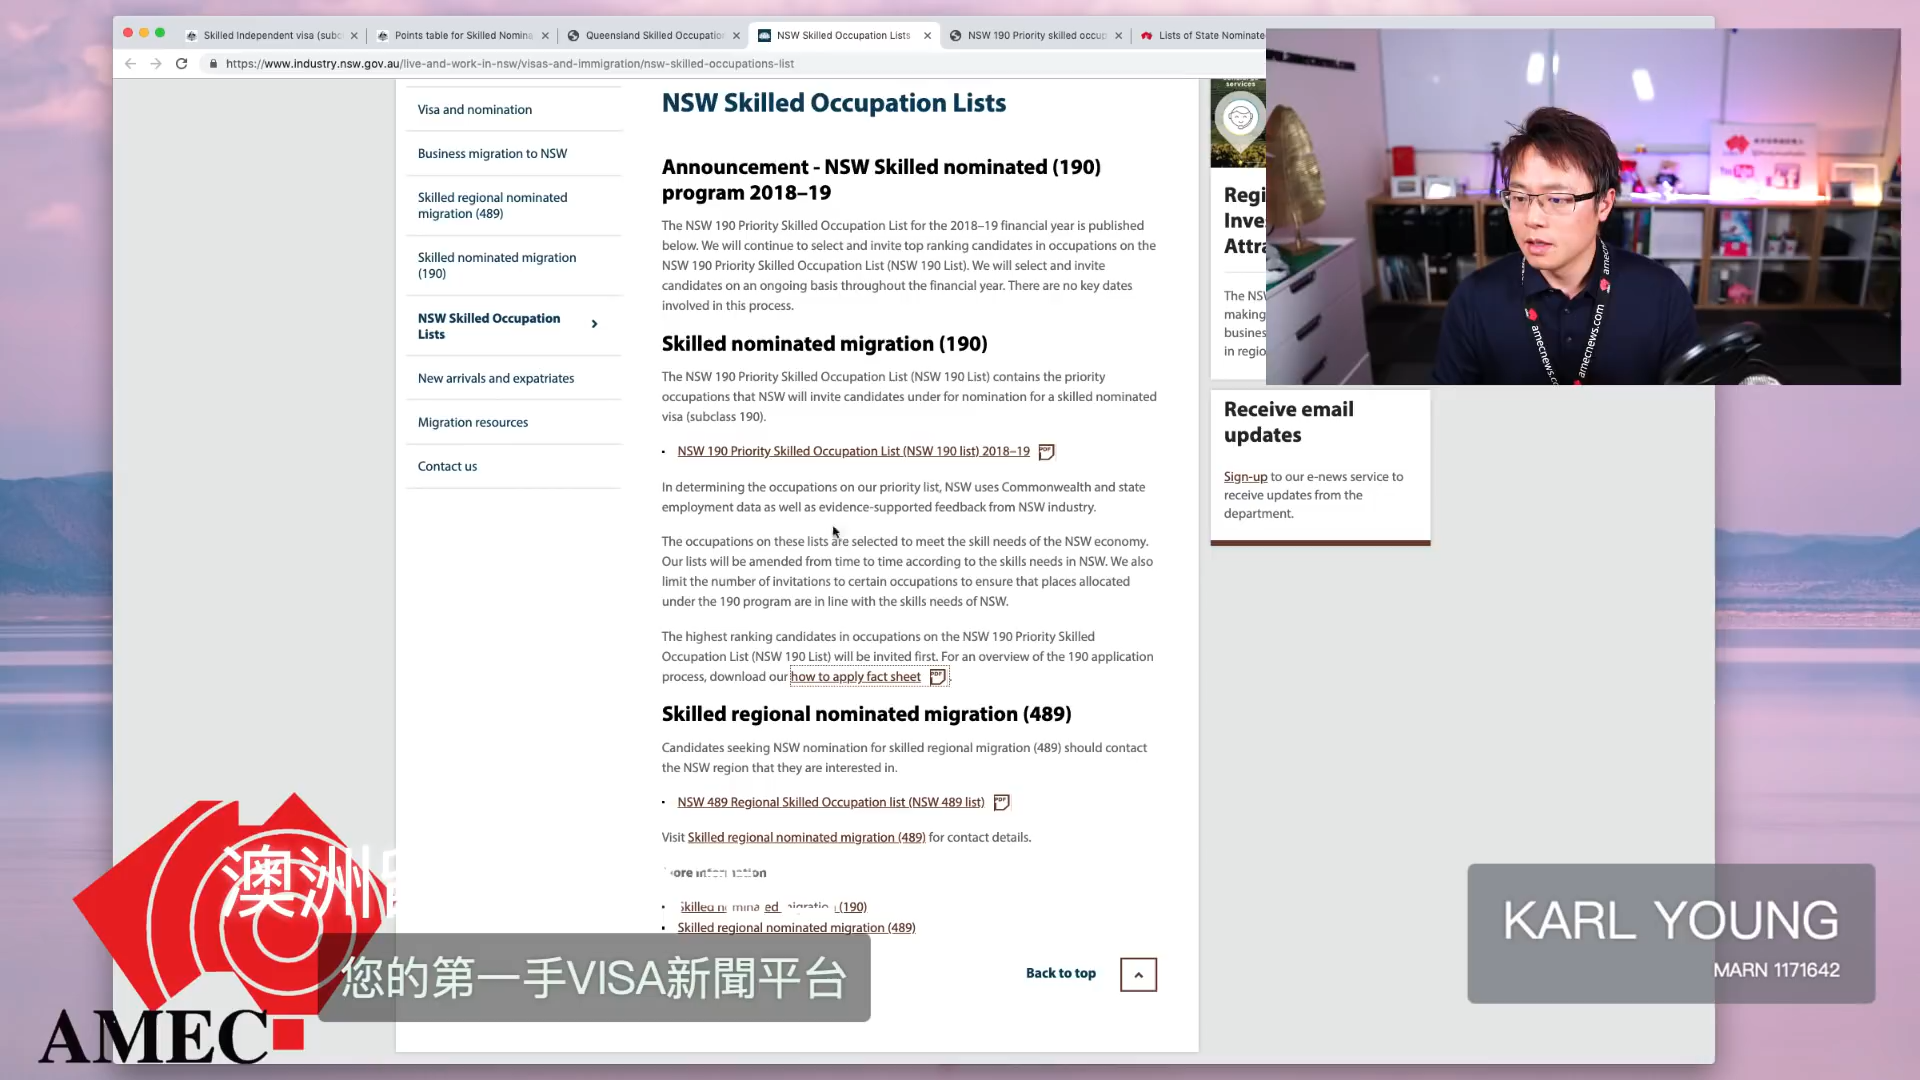 Skilled Independent visa (subc
Points table for Skilled Nomina
Queensland Skilled Occupation
NSW Skilled Occupation Lists
NSW 190 Priority skilled occup
Lists of State Nominate
https://www.industry.nsw.gov.au/live-and-work-in-nsw/visas-and-immigration/nsw-skilled-occupations-list
Visa and nomination
Business migration to NSW
Skilled regional nominated
migration (489)
Skilled nominated migration
(190)
NSW Skilled Occupation
Lists
New arrivals and expatriates
Migration resources
Contact us
NSW Skilled Occupation Lists
Announcement - NSW Skilled nominated (190)
program 2018–19
The NSW 190 Priority Skilled Occupation List for the 2018–19 financial year is published
below. We will continue to select and invite top ranking candidates in occupations on the
NSW 190 Priority Skilled Occupation List (NSW 190 List). We will select and invite
candidates on an ongoing basis throughout the financial year. There are no key dates
involved in this process.
Skilled nominated migration (190)
The NSW 190 Priority Skilled Occupation List (NSW 190 List) contains the priority
occupations that NSW will invite candidates under for nomination for a skilled nominated
visa (subclass 190).
NSW 190 Priority Skilled Occupation List (NSW 190 list) 2018–19
In determining the occupations on our priority list, NSW uses Commonwealth and state
employment data as well as evidence-supported feedback from NSW industry.
The occupations on these lists are selected to meet the skill needs of the NSW economy.
Our lists will be amended from time to time according to the skills needs in NSW. We also
limit the number of invitations to certain occupations to ensure that places allocated
under the 190 program are in line with the skills needs of NSW.
The highest ranking candidates in occupations on the NSW 190 Priority Skilled
Occupation List (NSW 190 List) will be invited first. For an overview of the 190 application
process, download our how to apply fact sheet .
Skilled regional nominated migration (489)
Candidates seeking NSW nomination for skilled regional migration (489) should contact
the NSW region that they are interested in.
NSW 489 Regional Skilled Occupation list (NSW 489 list)
Visit Skilled regional nominated migration (489) for contact details.
Skilled nominated migration (190)
Skilled regional nominated migration (489)
Back to top
services
Regi
Inve
Attra
The NSW
making
busines
in regio
Receive email
updates
Sign-up to our e-news service to
receive updates from the
department.
amecnews.com
amecnews.com
澳洲
您的第一手VISA新聞平台
AMEC
KARL YOUNG
MARN 1171642